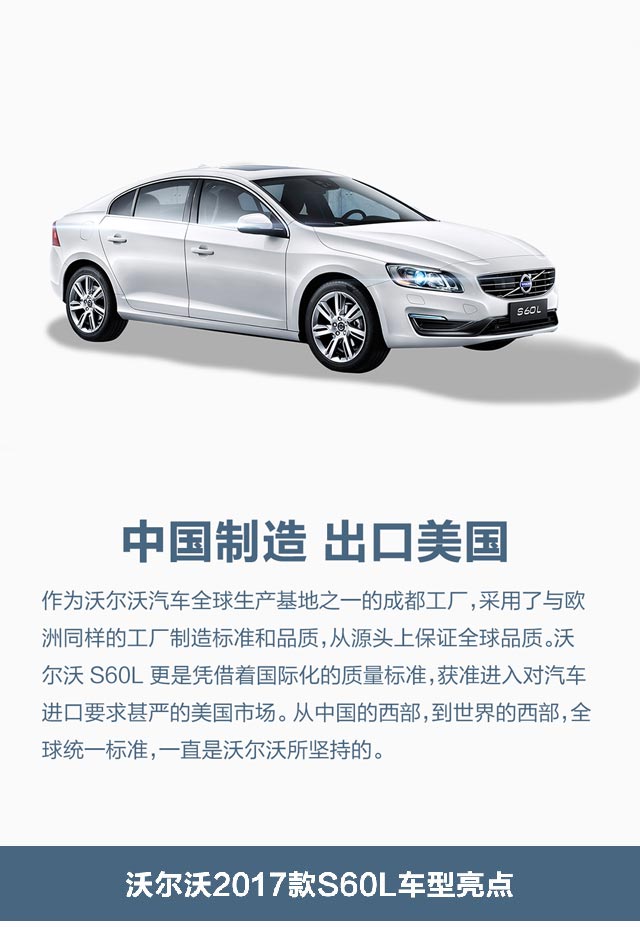 S60L
中国制造 出口美国
作为沃尔沃汽车全球生产基地之一的成都工厂，采用了与欧
洲同样的工厂制造标准和品质，从源头上保证全球品质。沃
尔沃 S60L 更是凭借着国际化的质量标准，获准进入对汽车
进口要求甚严的美国市场。从中国的西部，到世界的西部，全
球统一标准，一直是沃尔沃所坚持的。
沃尔沃2017款S60L车型亮点